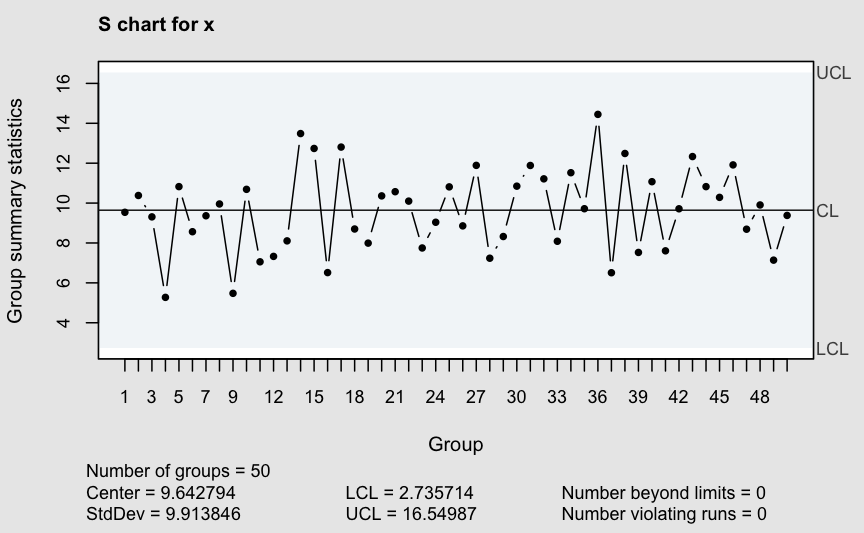 S chart for x
Group summary statistics
16
14
12
10
8
6
4
UCL
CL
LCL
1 3 5 7 9 12 15 18 21 24 27 30 33 36 39 42 45 48
Group
Number of groups = 50
Center = 9.642794 LCL = 2.735714 Number beyond limits = 0
StdDev = 9.913846 UCL = 16.54987 Number violating runs = 0